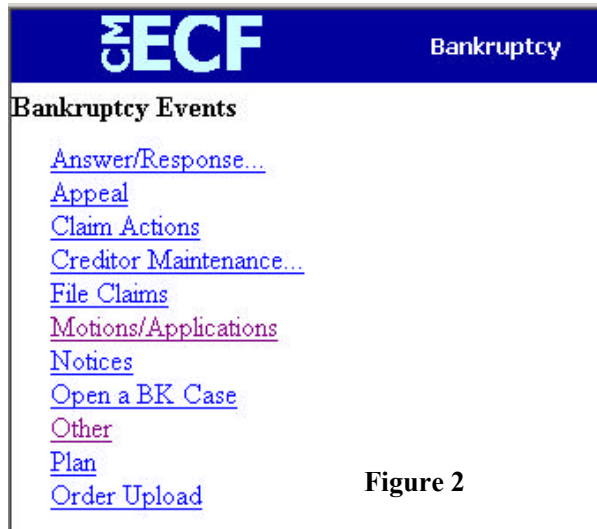 CM ECF Bankruptcy
Bankruptcy Events
Answer/Response...
Appeal
Claim Actions
Creditor Maintenance...
File Claims
Motions/Applications
Notices
Open a BK Case
Other
Plan
Order Upload
Figure 2